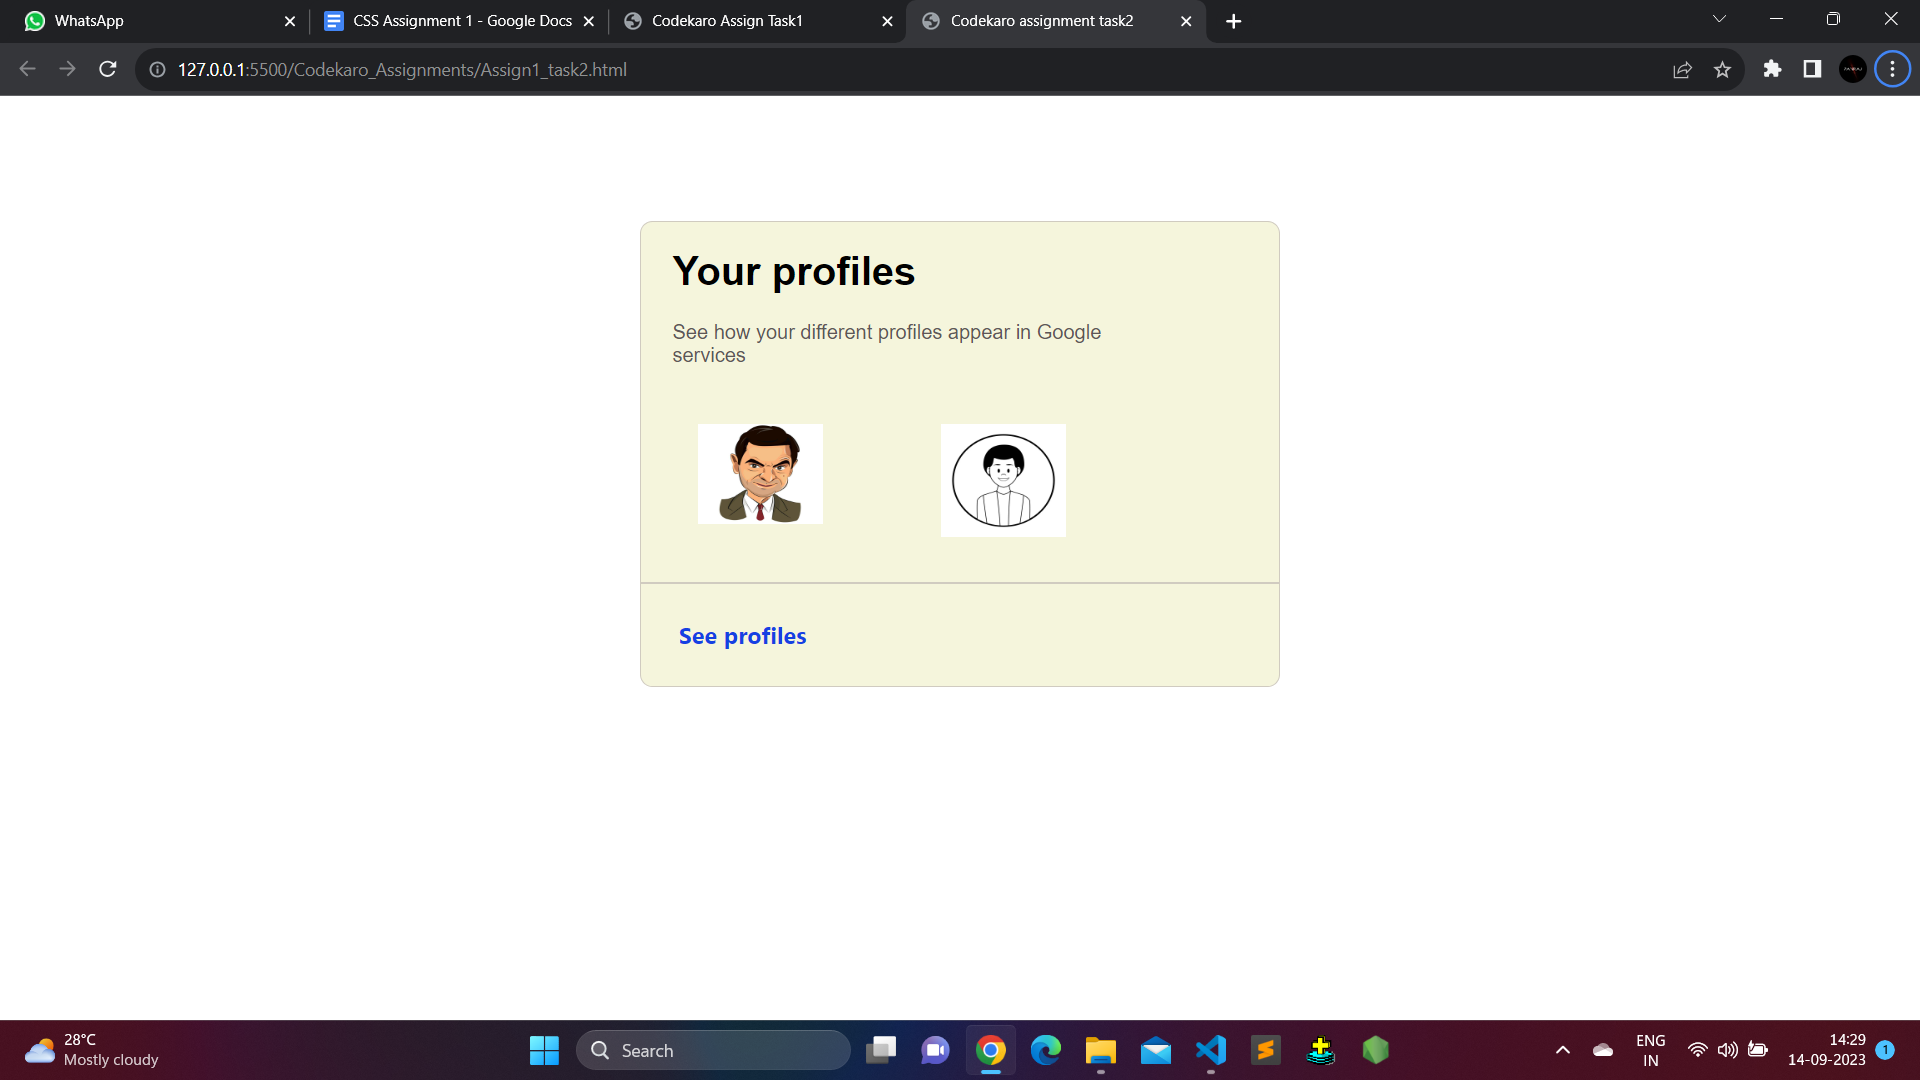 WhatsApp
CSS Assignment 1 - Google Docs
Codekaro Assign Task1
Codekaro assignment task2
127.0.0.1:5500/Codekaro_Assignments/Assign1_task2.html
Your profiles
See how your different profiles appear in Google
services
See profiles
28°C
Mostly cloudy
Search
ENG
IN
14:29
14-09-2023
1